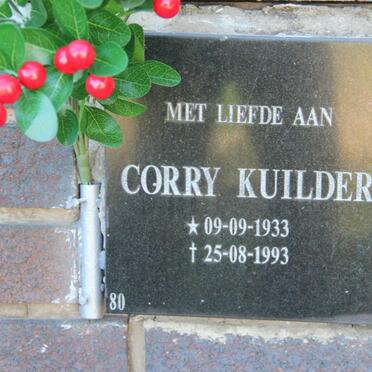 MET LIEFDE AAN
CORRY KUILDER
★ 09-09-1933
† 25-08-1993
80